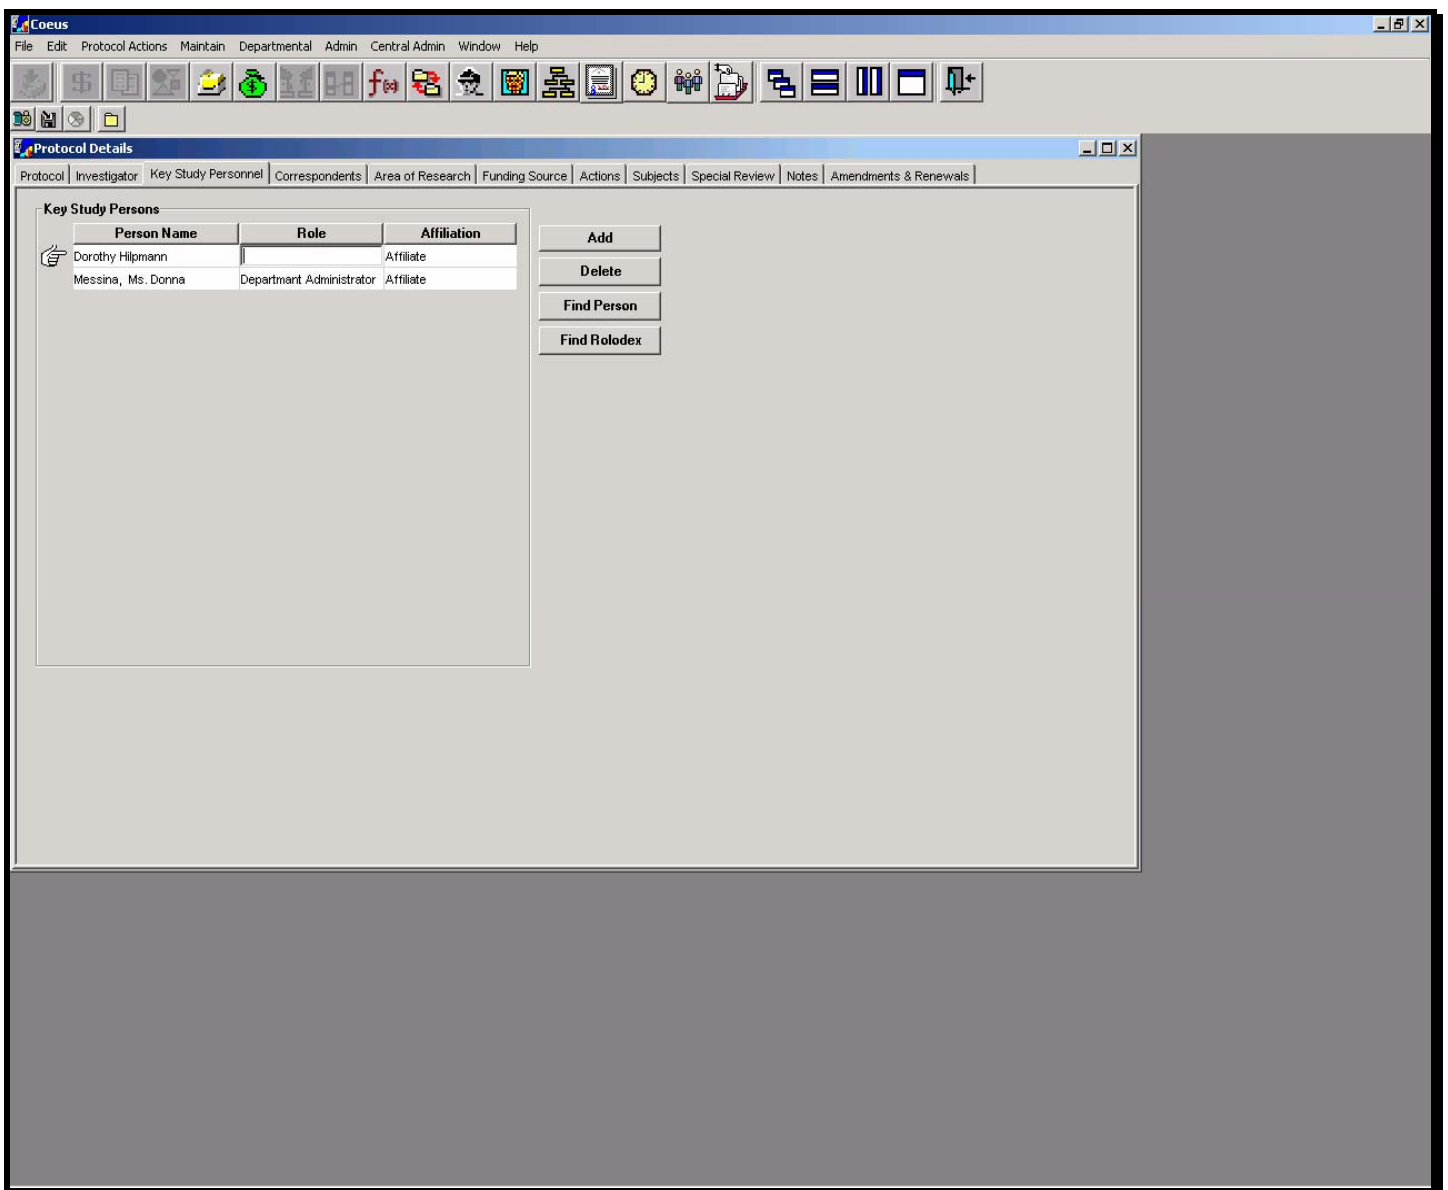 Coeus
File Edit Protocol Actions Maintain Departmental Admin Central Admin Window Help
Protocol Details
Protocol Investigator Key Study Personnel Correspondents Area of Research Funding Source Actions Subjects Special Review Notes Amendments & Renewals
Key Study Persons
Person Name Role Affiliation
Dorothy Hilpmann Affiliate
Messina, Ms. Donna Departmant Administrator Affiliate
Add
Delete
Find Person
Find Rolodex